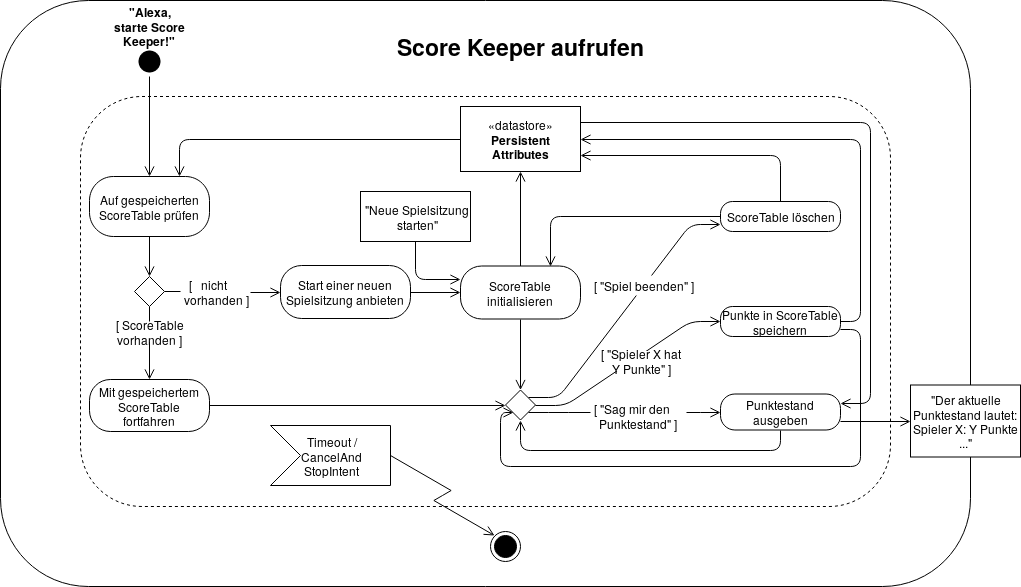 "Alexa,
starte Score
Keeper!"
Score Keeper aufrufen
«datastore»
Persistent
Attributes
Auf gespeicherten
ScoreTable prüfen
"Neue Spielsitzung
starten"
ScoreTable löschen
[ nicht
vorhanden ]
Start einer neuen
Spielsitzung anbieten
ScoreTable
initialisieren
[ "Spiel beenden" ]
[ ScoreTable
vorhanden ]
Punkte in ScoreTable
speichern
[ "Spieler X hat
Y Punkte" ]
Mit gespeichertem
ScoreTable
fortfahren
[ "Sag mir den
Punktestand" ]
Punktestand
ausgeben
"Der aktuelle
Punktestand lautet:
Spieler X: Y Punkte
..."
Timeout /
CancelAnd
StopIntent